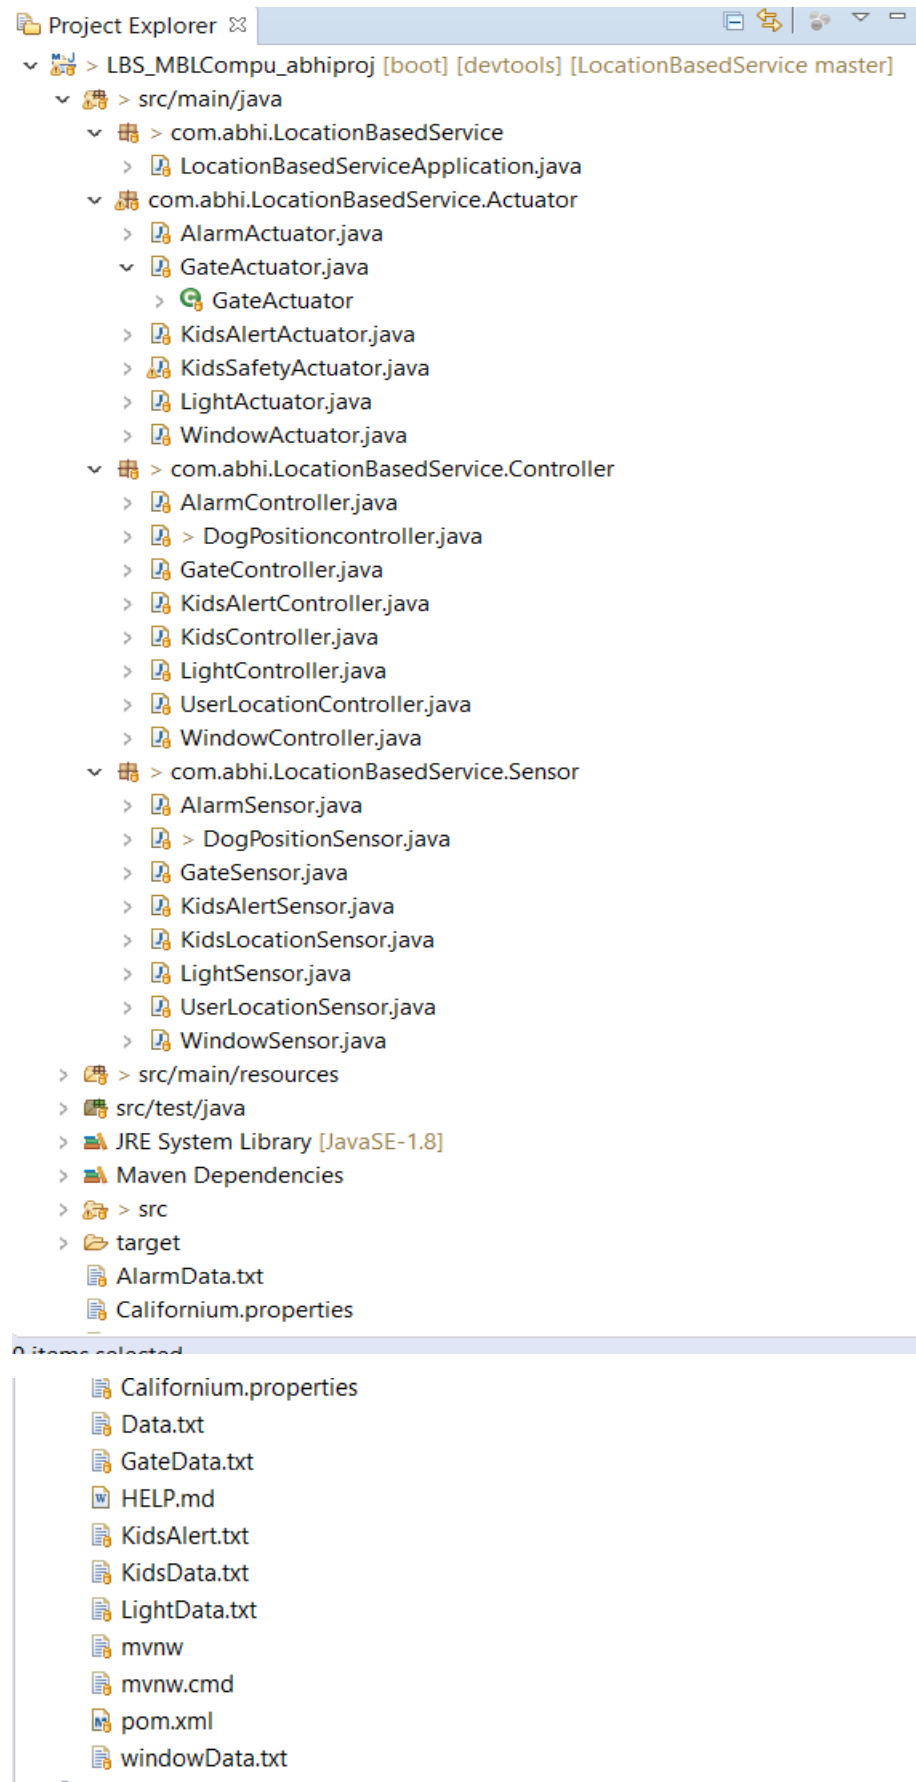 Project Explorer
> LBS_MBLCompu_abhiproj [boot] [devtools] [LocationBasedService master]
> src/main/java
> com.abhi.LocationBasedService
LocationBasedServiceApplication.java
com.abhi.LocationBasedService.Actuator
AlarmActuator.java
GateActuator.java
GateActuator
KidsAlertActuator.java
KidsSafetyActuator.java
LightActuator.java
WindowActuator.java
> com.abhi.LocationBasedService.Controller
AlarmController.java
> DogPositioncontroller.java
GateController.java
KidsAlertController.java
KidsController.java
LightController.java
UserLocationController.java
WindowController.java
> com.abhi.LocationBasedService.Sensor
AlarmSensor.java
> DogPositionSensor.java
GateSensor.java
KidsAlertSensor.java
KidsLocationSensor.java
LightSensor.java
UserLocationSensor.java
WindowSensor.java
> src/main/resources
src/test/java
JRE System Library [JavaSE-1.8]
Maven Dependencies
> src
target
AlarmData.txt
Californium.properties
0 items selected
Californium.properties
Data.txt
GateData.txt
HELP.md
KidsAlert.txt
KidsData.txt
LightData.txt
mvnw
mvnw.cmd
pom.xml
windowData.txt